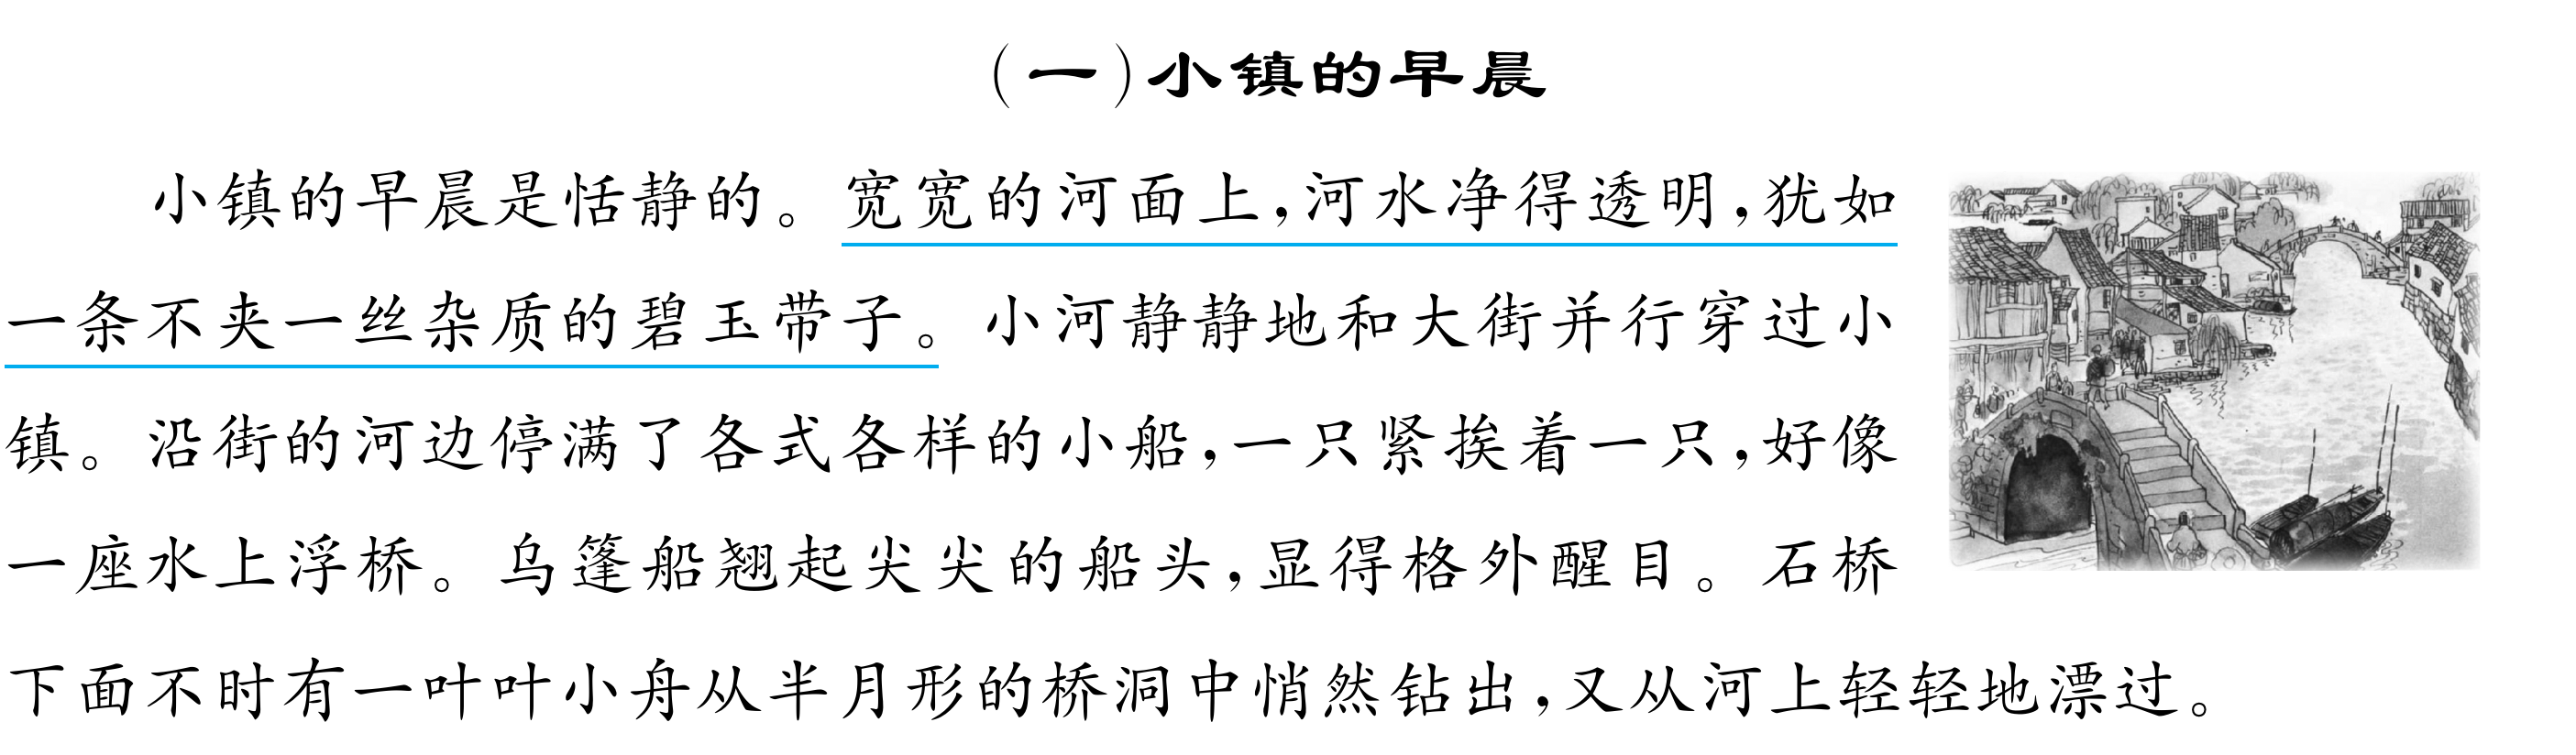 （一）小镇的早晨
小镇的早晨是恬静的。宽宽的河面上，河水净得透明，犹如
一条不夹一丝杂质的碧玉带子。小河静静地和大街并行穿过小
镇。沿街的河边停满了各式各样的小船，一只紧挨着一只，好像
一座水上浮桥。乌篷船翘起尖尖的船头，显得格外醒目。石桥
下面不时有一叶叶小舟从半月形的桥洞中悄然钻出，又从河上轻轻地漂过。